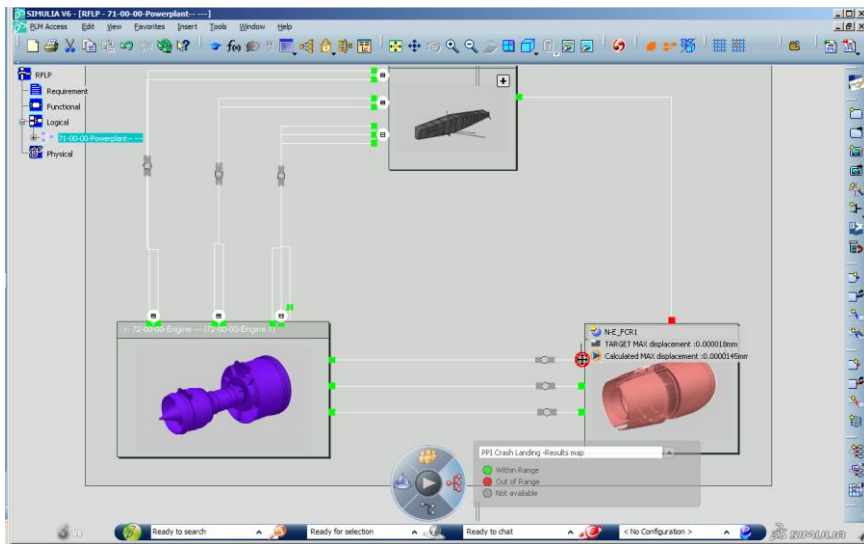 SIMULIA V6 - [RFLP - 71-00-00-Powerplant-- ---]
PLM Access Edit View Favorites Insert Tools Window Help
RFLP
Requirement
Functional
Logical
71-00-00-Powerplant-- ---
Physical
72-00-00-Engine --- (72-00-00-Engine.1)
N-E_FCR1
TARGET MAX displacement :0.000018mm
Calculated MAX displacement :0.0000145mm
PPI Crash Landing -Results map
Within Range
Out of Range
Not available
Ready to search
Ready for selection
Ready to chat
< No Configuration >
SIMULIA